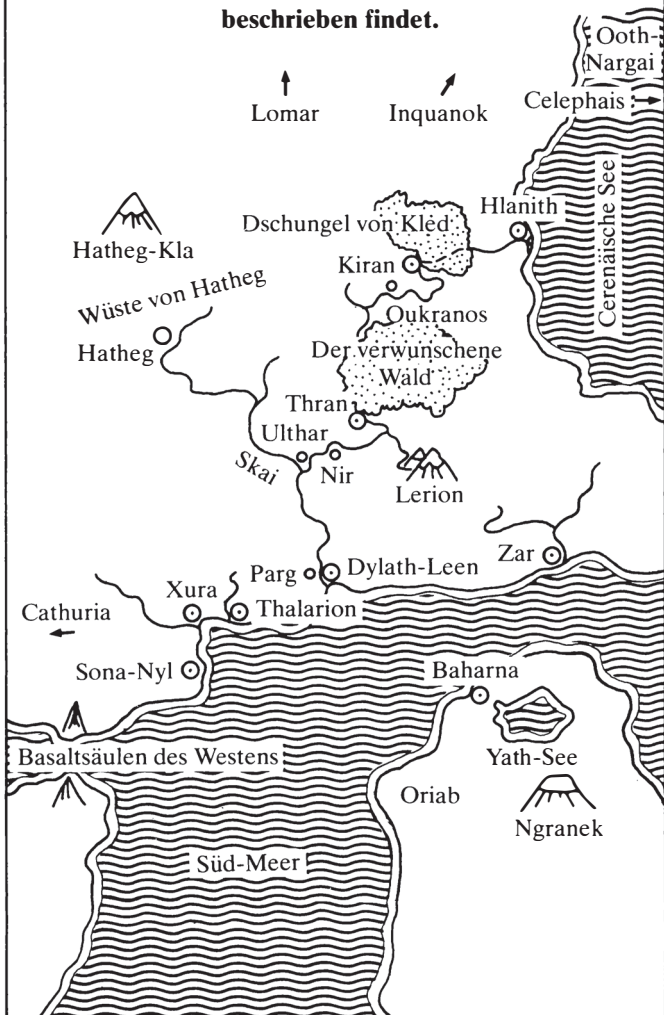 beschrieben findet.
Ooth-
Nargai
Lomar
Inquanok
Celephais
Cerenäische See
Hlanith
Dschungel von Kled
Hatheg-Kla
Kiran
Wüste von Hatheg
Oukranos
Hatheg
Der verwunschene
Wald
Thran
Ulthar
Skai
Nir
Lerion
Zar
Parg
Dylath-Leen
Xura
Thalarion
Cathuria
Sona-Nyl
Baharna
Basaltsäulen des Westens
Yath-See
Oriab
Ngranek
Süd-Meer